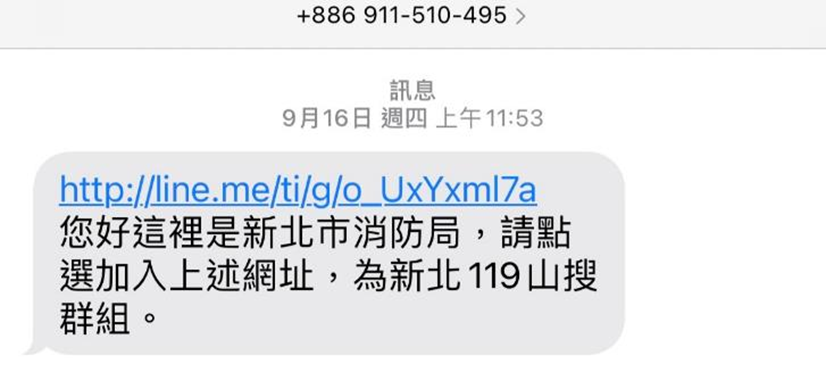 +886 911-510-495
訊息
9月16日 週四 上午11:53
http://line.me/ti/g/o_UxYxml7a
您好這裡是新北市消防局，請點
選加入上述網址，為新北119山搜
群組。